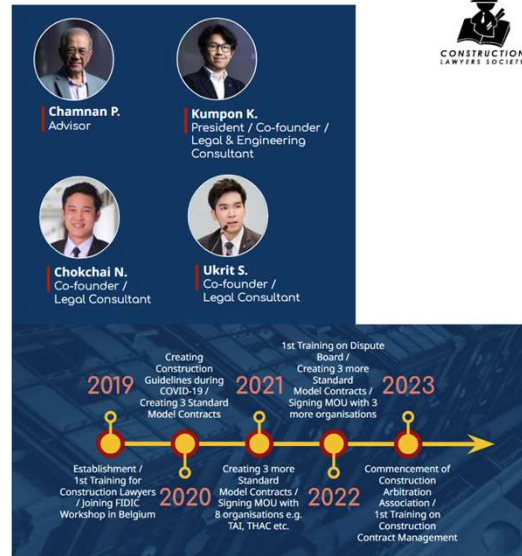 CONSTRUCTION
LAWYERS SOCIETY
Chamnan P.
Advisor
Kumpon K.
President / Co-founder /
Legal & Engineering
Consultant
Chokchai N.
Co-founder /
Legal Consultant
Ukrit S.
Co-founder /
Legal Consultant
2019
Establishment /
1st Training for
Construction Lawyers
/ Joining FIDIC
Workshop in Belgium
Creating
Construction
Guidelines during
COVID-19 /
Creating 3 Standard
Model Contracts
2020
2021
Creating 3 more
Standard
Model Contracts /
Signing MOU with
8 organisations e.g.
TAI, THAC etc.
1st Training on Dispute
Board /
Creating 3 more
Standard
Model Contracts /
Signing MOU with 3
more organisations
2022
2023
Commencement of
Construction
Arbitration
Association /
1st Training on
Construction
Contract Management